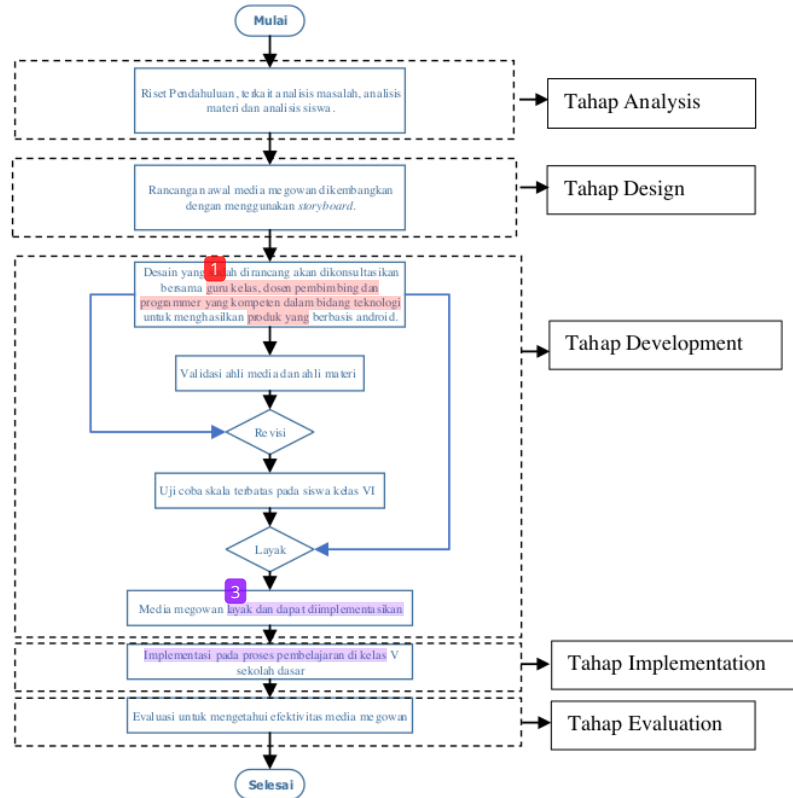 Mulai
Riset Pendahuluan, terkait analisis masalah, analisis
materi dan analisis siswa.
Tahap Analysis
Rancangan awal media megowan dikembangkan
dengan menggunakan storyboard.
Tahap Design
1
Desain yang dirancang akan dikonsultasikan
bersama guru kelas, dosen pembimbing dan
programmer yang kompeten dalam bidang teknologi
untuk menghasilkan produk yang berbasis android.
Tahap Development
Validasi ahli media dan ahli materi
Revisi
Uji coba skala terbatas pada siswa kelas VI
Layak
3
Media megowan layak dan dapat diimplementasikan
Implementasi pada proses pembelajaran di kelas V
sekolah dasar
Tahap Implementation
Evaluasi untuk mengetahui efektivitas media megowan
Tahap Evaluation
Selesai